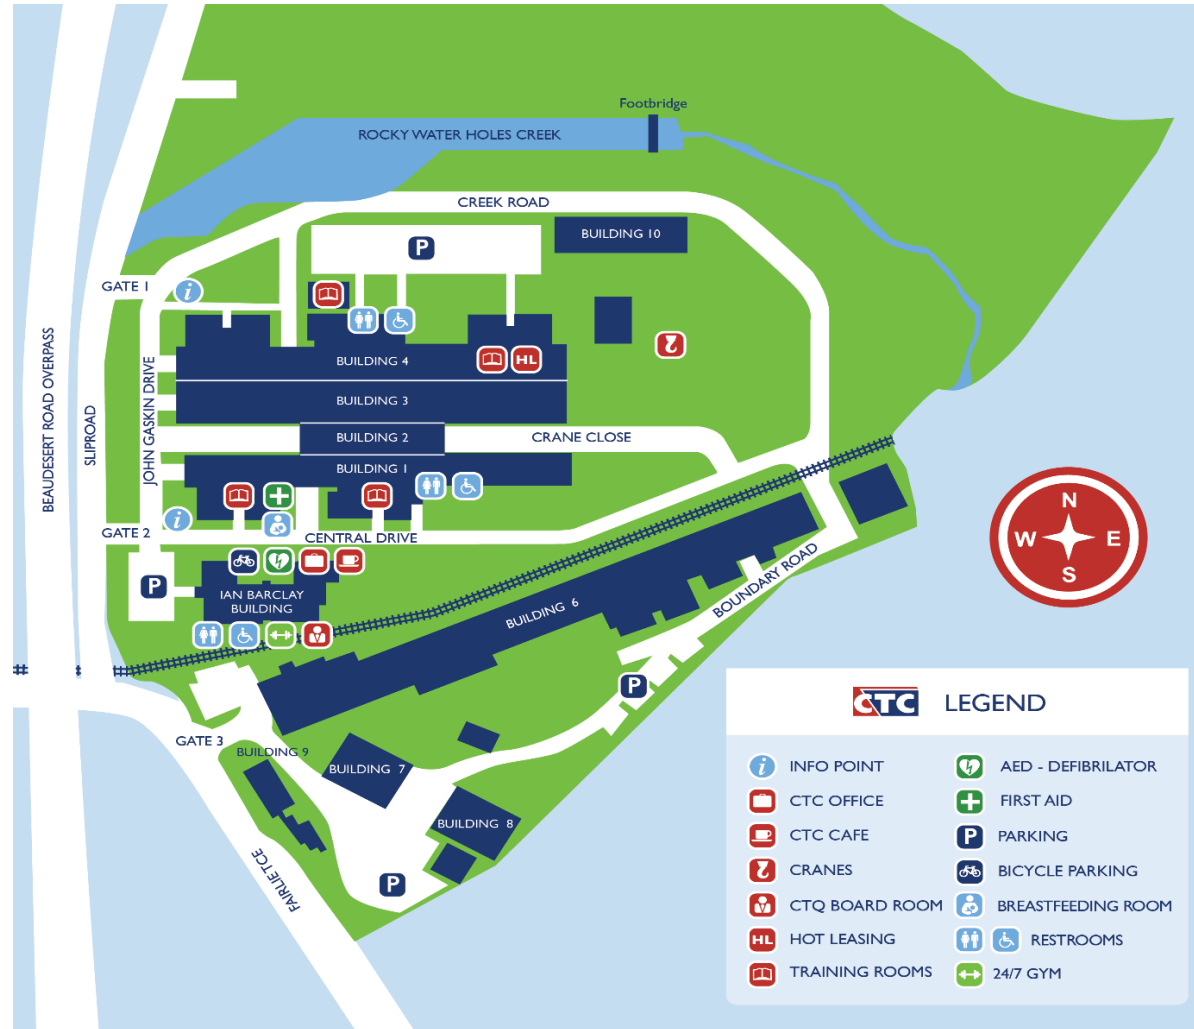 Footbridge
ROCKY WATER HOLES CREEK
CREEK ROAD
BUILDING 10
P
GATE 1
i
BEAUDESERT ROAD OVERPASS
SLIPROAD
JOHN GASKIN DRIVE
BUILDING 4
HL
BUILDING 3
BUILDING 2
CRANE CLOSE
BUILDING 1
i
GATE 2
CENTRAL DRIVE
P
IAN BARCLAY
BUILDING
BUILDING 6
BOUNDARY ROAD
N
W
E
S
P
GATE 3
BUILDING 9
BUILDING 7
BUILDING 8
P
FAIRLIE TCE
CTC LEGEND
i INFO POINT
CTC OFFICE
CTC CAFE
CRANES
CTQ BOARD ROOM
HL HOT LEASING
TRAINING ROOMS
AED - DEFIBRILATOR
FIRST AID
P PARKING
BICYCLE PARKING
BREASTFEEDING ROOM
RESTROOMS
24/7 GYM